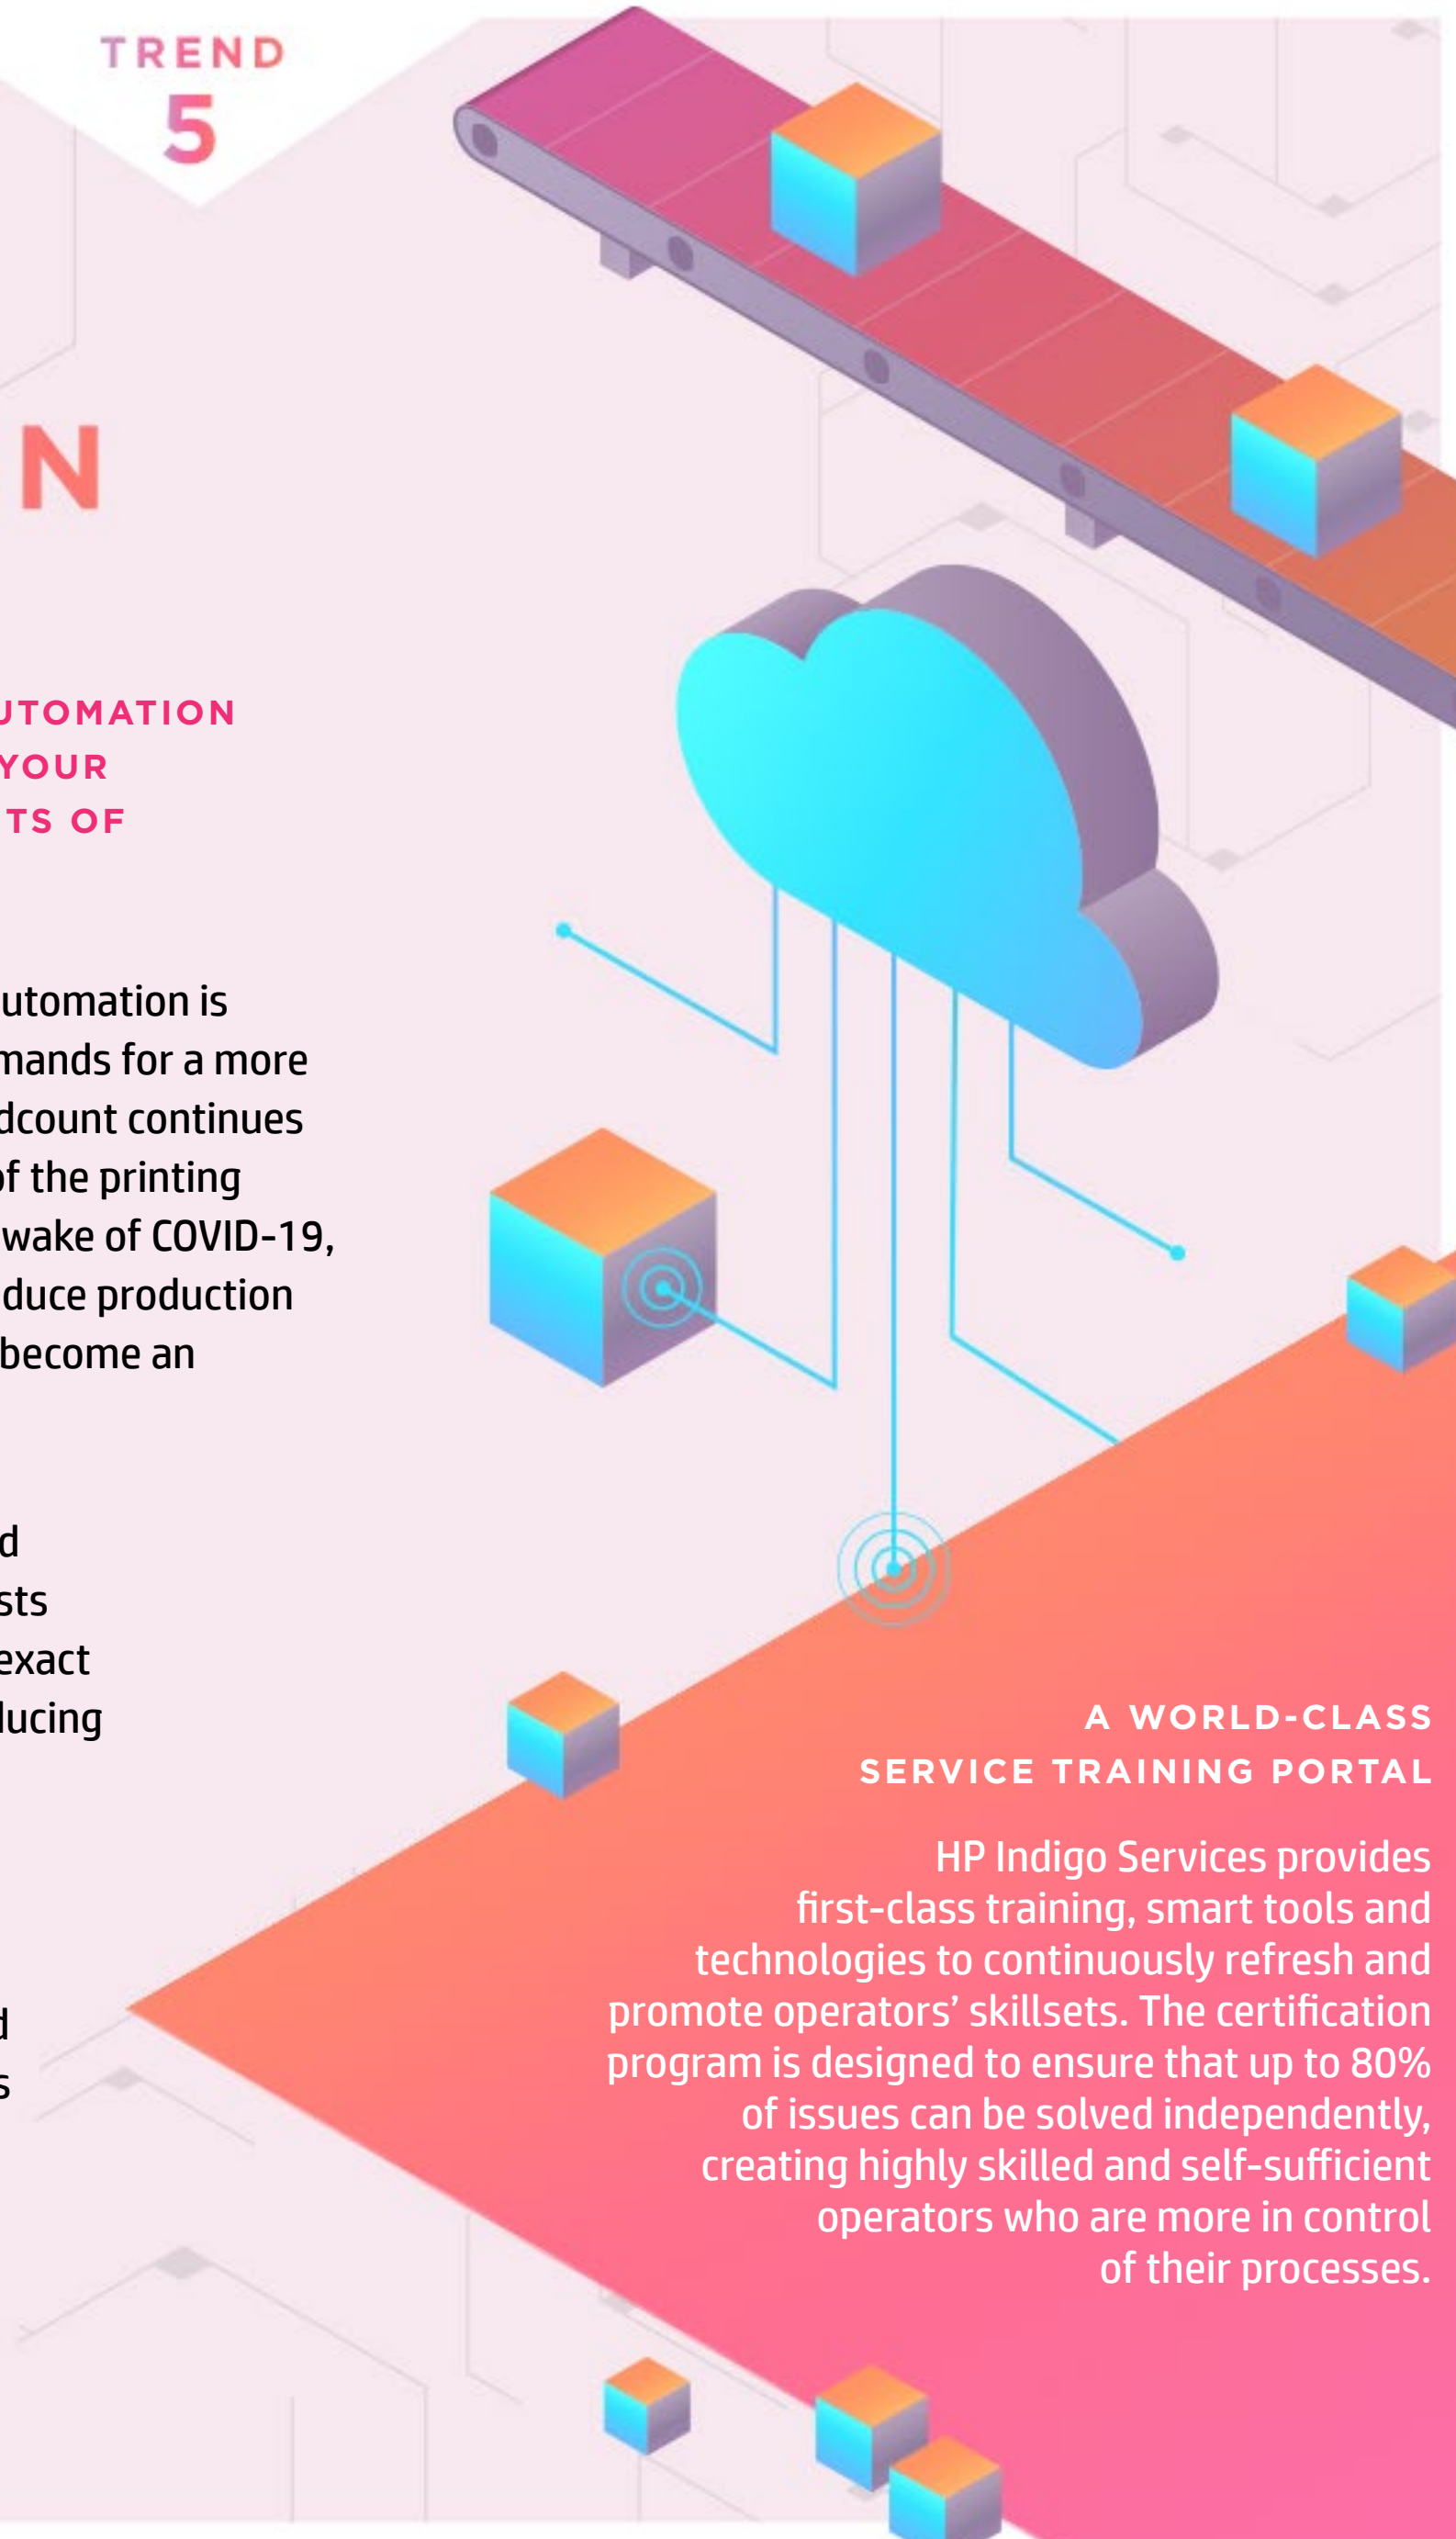 TREND
5
N
UTOMATION
YOUR
TS OF
utomation is
mands for a more
dcount continues
of the printing
wake of COVID-19,
duce production
become an
d
sts
exact
ducing
d
s
A WORLD-CLASS
SERVICE TRAINING PORTAL
HP Indigo Services provides
first-class training, smart tools and
technologies to continuously refresh and
promote operators’ skillsets. The certification
program is designed to ensure that up to 80%
of issues can be solved independently,
creating highly skilled and self-sufficient
operators who are more in control
of their processes.